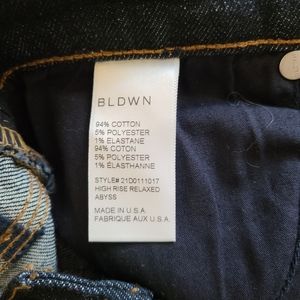 BLDWN
94% COTTON
5% POLYESTER
1% ELASTANE
94% COTON
5% POLYESTER
1% ÉLASTHANNE
STYLE# 21D0111017
HIGH RISE RELAXED
ABYSS
MADE IN U.S.A.
FABRIQUE AUX U.S.A.